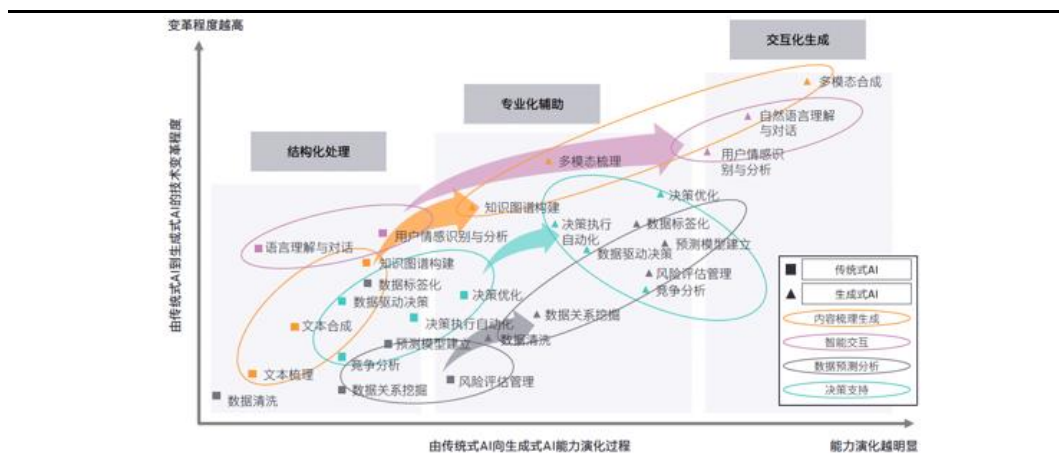 变革程度越高
交互化生成
多模态合成
专业化辅助
自然语言理解
与对话
结构化处理
用户情感识
别与分析
多模态梳理
决策优化
知识图谱构建
决策执行
自动化
数据标签化
用户情感识别与分析
语言理解与对话
预测模型建立
数据驱动决策
知识图谱构建
风险评估管理
数据标签化
竞争分析
数据驱动决策
决策优化
数据关系挖掘
决策执行自动化
文本合成
数据清洗
预测模型建立
竞争分析
文本梳理
风险评估管理
数据关系挖掘
数据清洗
传统式AI
生成式AI
内容梳理生成
智能交互
数据预测分析
决策支持
由传统式AI到生成式AI的技术变革程度
由传统式AI向生成式AI能力演化过程
能力演化越明显